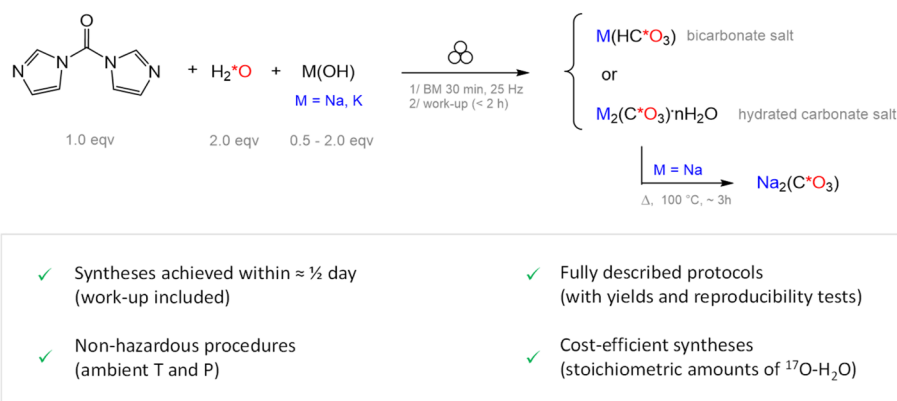 O
N
N
N
N
+ H2*O + M(OH)
M = Na, K
1.0 eqv
2.0 eqv
0.5 - 2.0 eqv
1/ BM 30 min, 25 Hz
2/ work-up (< 2 h)
M(HC*O3) bicarbonate salt
or
M2(C*O3)·nH2O hydrated carbonate salt
M = Na
Δ, 100 °C, ~ 3h
Na2(C*O3)
✓ Syntheses achieved within ≈ ½ day
(work-up included)
✓ Non-hazardous procedures
(ambient T and P)
✓ Fully described protocols
(with yields and reproducibility tests)
✓ Cost-efficient syntheses
(stoichiometric amounts of 17O-H2O)